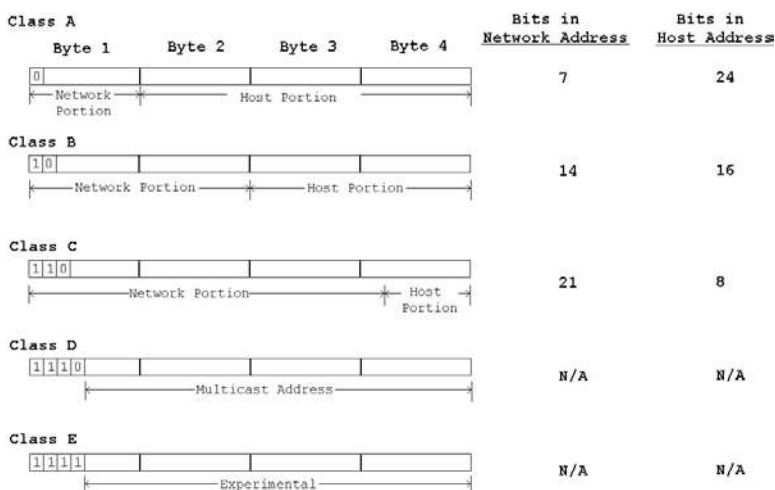 Class A
Bits in Network Address
Bits in Host Address
Byte 1 Byte 2 Byte 3 Byte 4
0
7 24
Network Portion
Host Portion
Class B
1 0
14 16
Network Portion
Host Portion
Class C
1 1 0
21 8
Network Portion
Host Portion
Class D
1 1 1 0
N/A N/A
Multicast Address
Class E
1 1 1 1
N/A N/A
Experimental